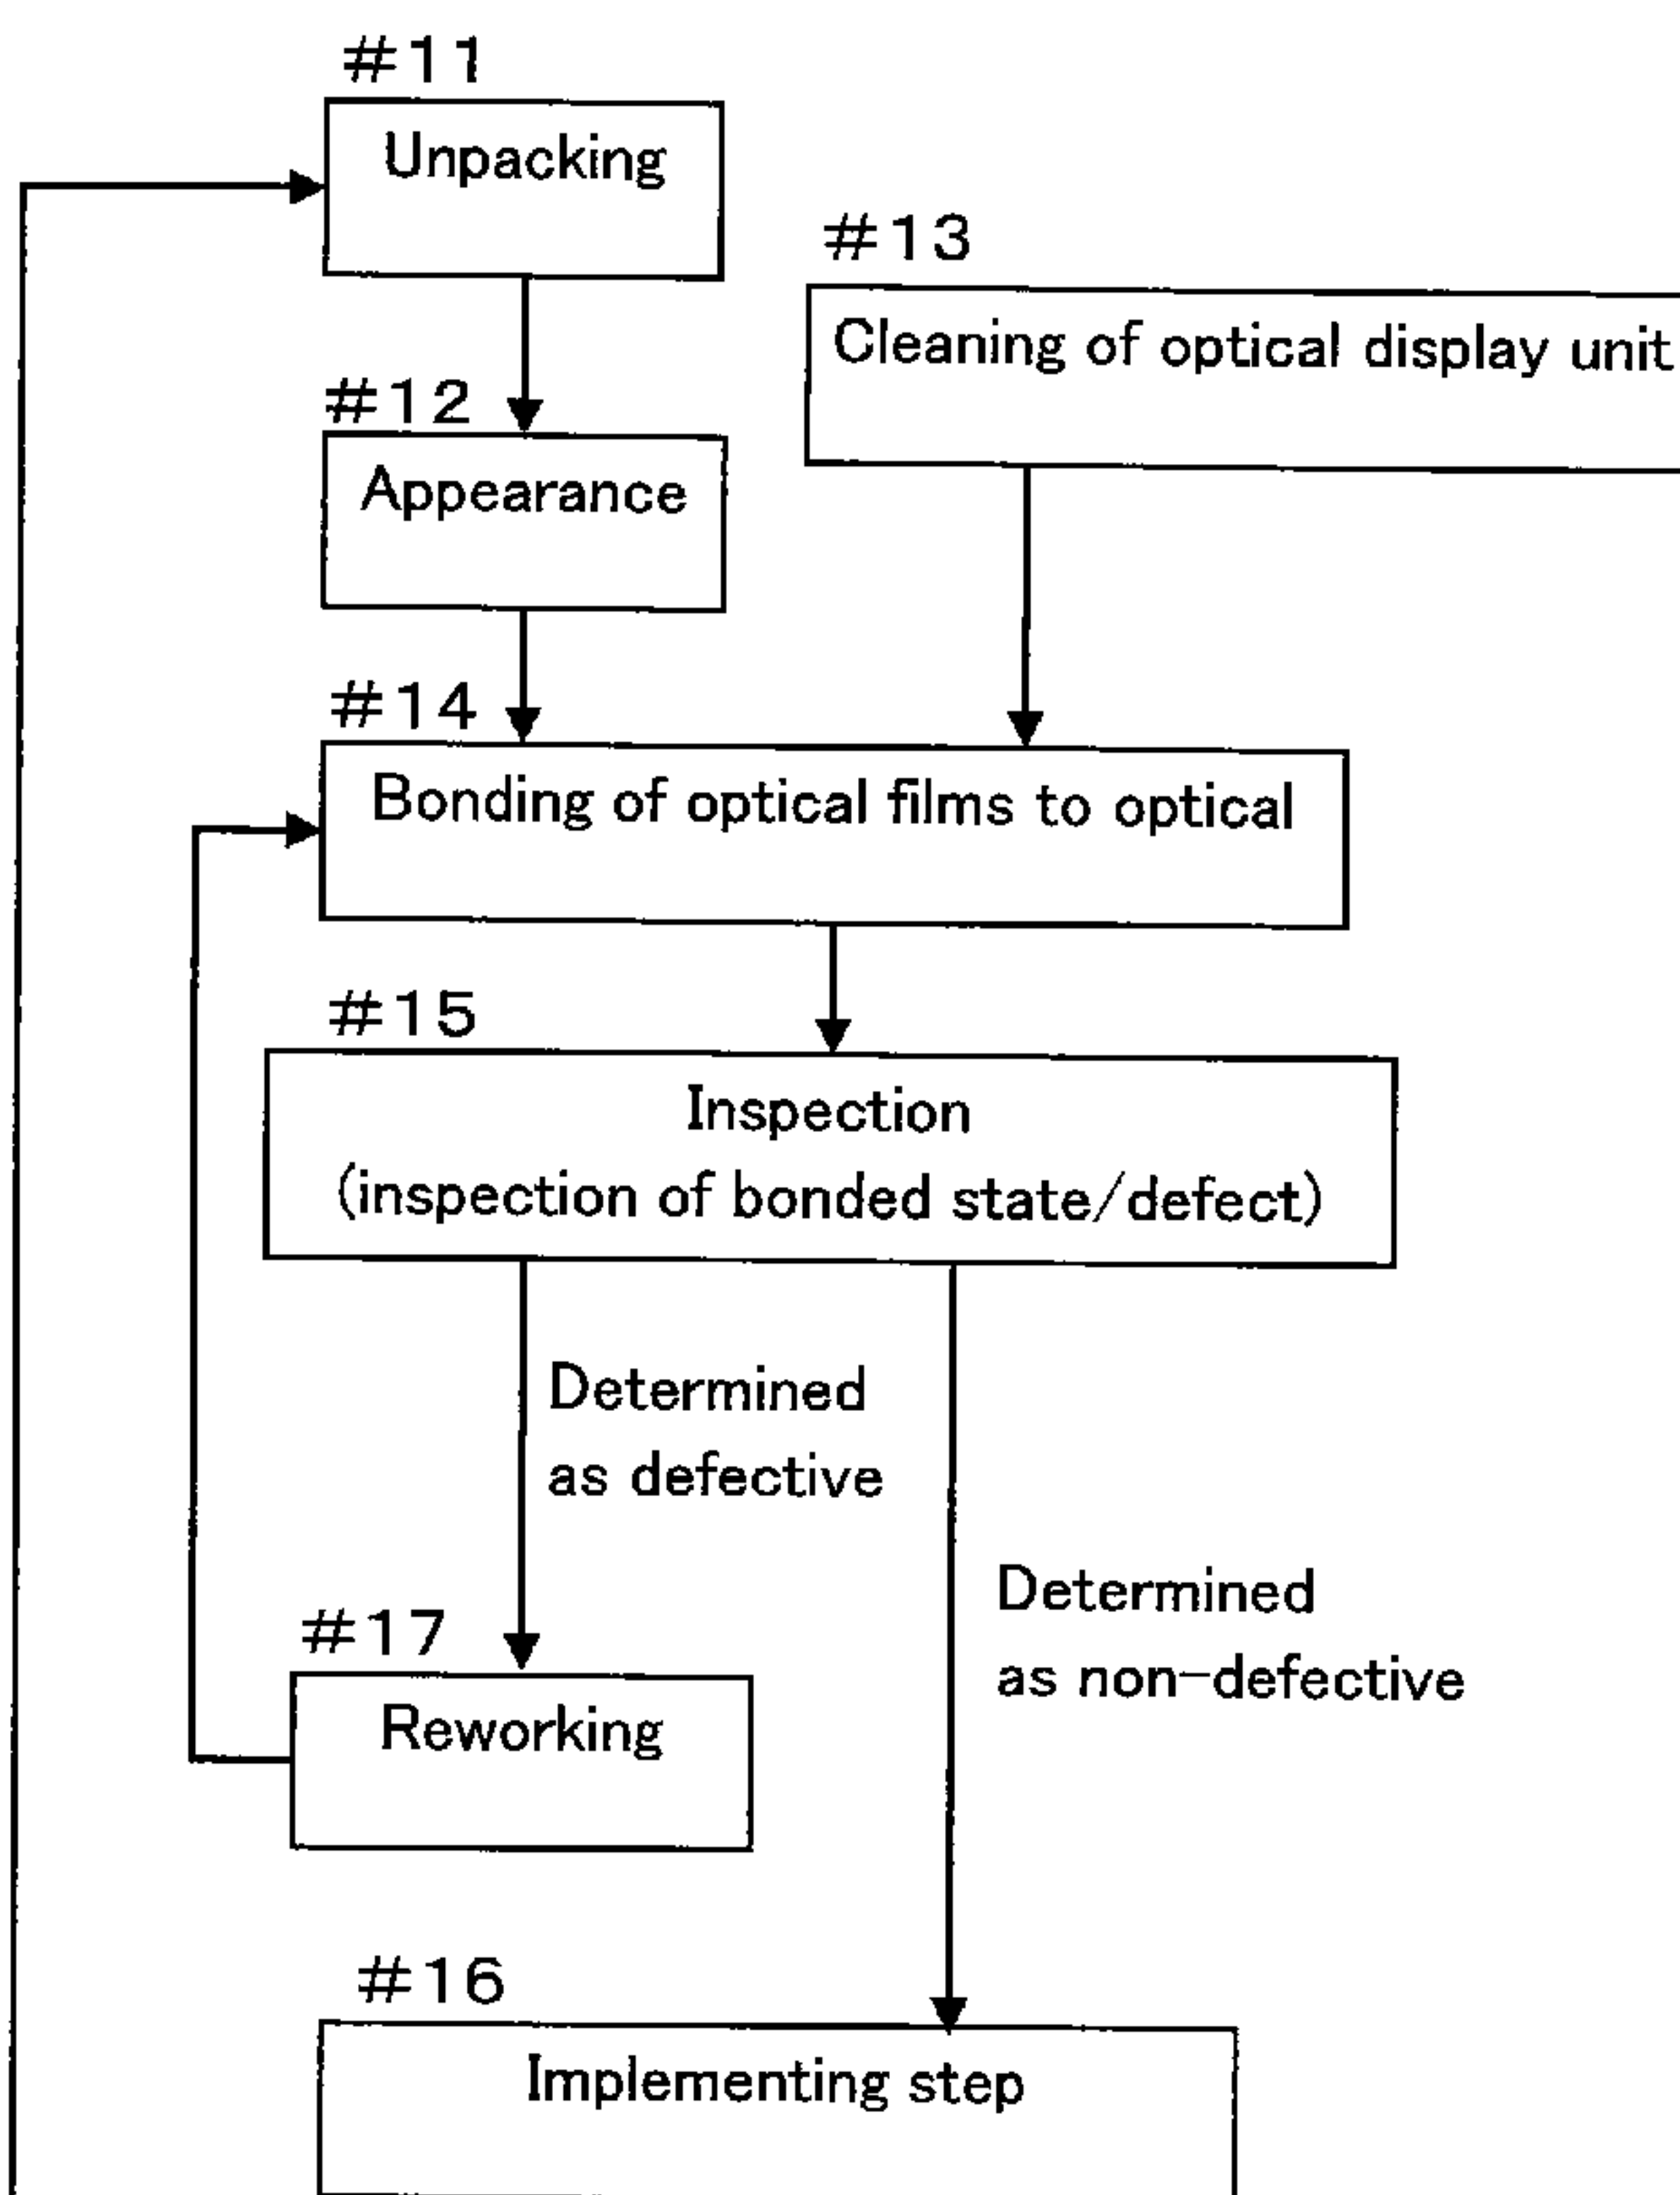 #11
Unpacking
#13
Cleaning of optical display unit
#12
Appearance
#14
Bonding of optical films to optical
#15
Inspection
(inspection of bonded state/defect)
Determined
as defective
Determined
as non-defective
#17
Reworking
#16
Implementing step